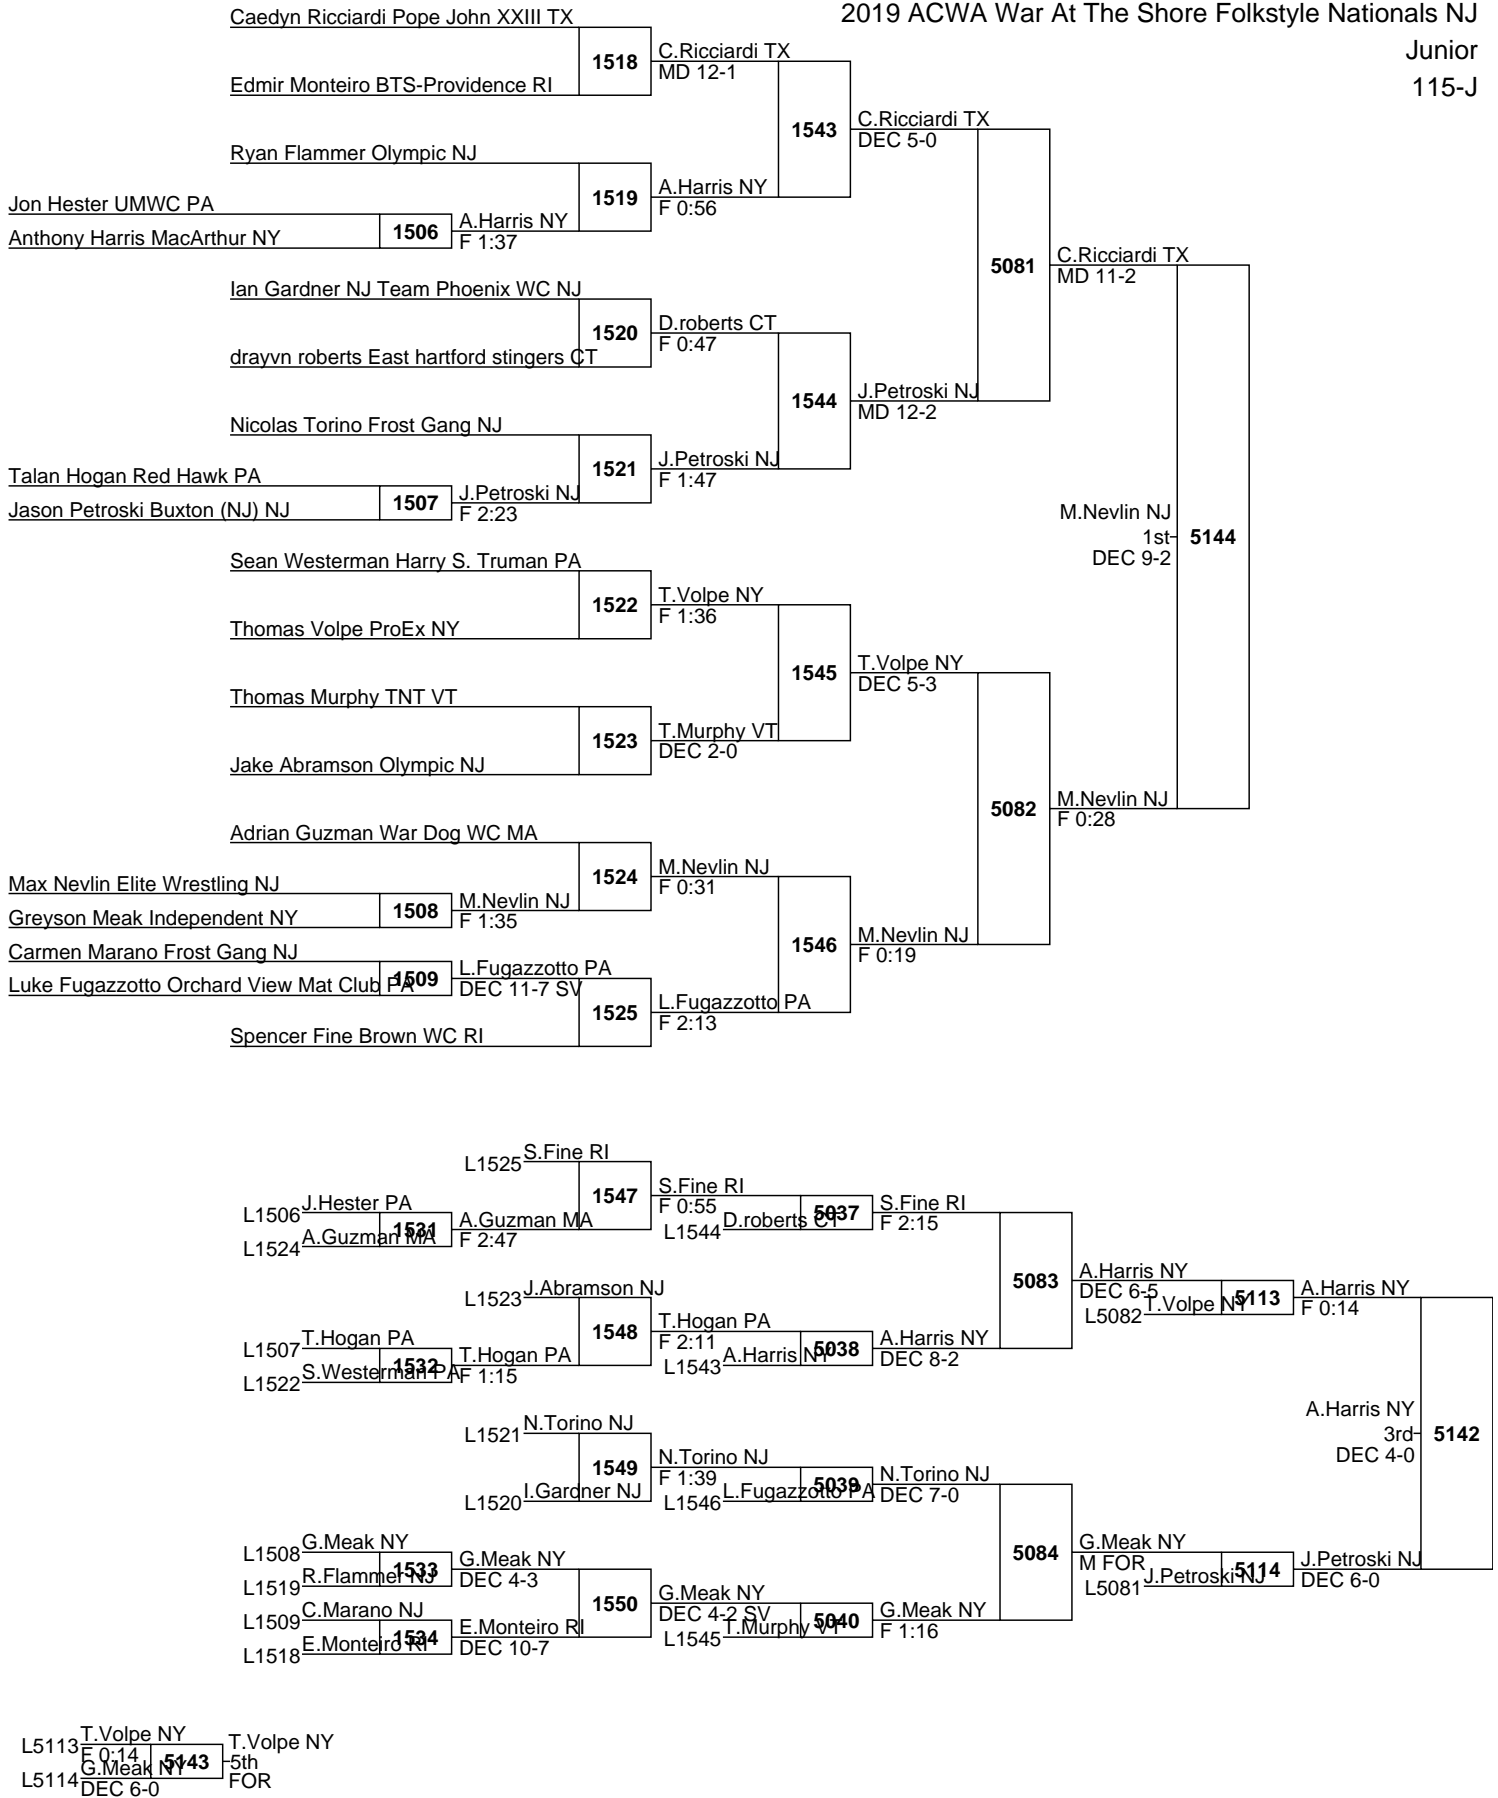 2019 ACWA War At The Shore Folkstyle Nationals NJ
Junior
115-J
Caedyn Ricciardi Pope John XXIII TX
1518
C.Ricciardi TX
MD 12-1
Edmir Monteiro BTS-Providence RI
1543
C.Ricciardi TX
DEC 5-0
Ryan Flammer Olympic NJ
1519
A.Harris NY
F 0:56
Jon Hester UMWC PA
1506
A.Harris NY
F 1:37
Anthony Harris MacArthur NY
5081
C.Ricciardi TX
MD 11-2
Ian Gardner NJ Team Phoenix WC NJ
1520
D.roberts CT
F 0:47
drayvn roberts East hartford stingers CT
1544
J.Petroski NJ
MD 12-2
Nicolas Torino Frost Gang NJ
1521
J.Petroski NJ
F 1:47
Talan Hogan Red Hawk PA
1507
J.Petroski NJ
F 2:23
Jason Petroski Buxton (NJ) NJ
M.Nevlin NJ
1st
5144
DEC 9-2
Sean Westerman Harry S. Truman PA
1522
T.Volpe NY
F 1:36
Thomas Volpe ProEx NY
1545
T.Volpe NY
DEC 5-3
Thomas Murphy TNT VT
1523
T.Murphy VT
DEC 2-0
Jake Abramson Olympic NJ
5082
M.Nevlin NJ
F 0:28
Adrian Guzman War Dog WC MA
1524
M.Nevlin NJ
F 0:31
Max Nevlin Elite Wrestling NJ
1508
M.Nevlin NJ
F 1:35
Greyson Meak Independent NY
1546
M.Nevlin NJ
F 0:19
Carmen Marano Frost Gang NJ
1509
L.Fugazzotto PA
DEC 11-7 SV
Luke Fugazzotto Orchard View Mat Club PA
1525
L.Fugazzotto PA
F 2:13
Spencer Fine Brown WC RI
L1525
S.Fine RI
1547
S.Fine RI
F 0:55
L1506
J.Hester PA
1531
A.Guzman MA
F 2:47
L1524
A.Guzman MA
L1544
D.roberts CT
5037
S.Fine RI
F 2:15
5083
A.Harris NY
DEC 6-5
L1523
J.Abramson NJ
1548
T.Hogan PA
F 2:11
L1507
T.Hogan PA
1532
T.Hogan PA
F 1:15
L1522
S.Westerman PA
L1543
A.Harris NY
5038
A.Harris NY
DEC 8-2
L5082
T.Volpe NY
5113
A.Harris NY
F 0:14
A.Harris NY
3rd
5142
DEC 4-0
L1521
N.Torino NJ
1549
N.Torino NJ
F 1:39
L1520
I.Gardner NJ
L1546
L.Fugazzotto PA
5039
N.Torino NJ
DEC 7-0
5084
G.Meak NY
M FOR
L1508
G.Meak NY
1533
G.Meak NY
DEC 4-3
L1519
R.Flammer NJ
1550
G.Meak NY
DEC 4-2 SV
L1509
C.Marano NJ
1534
E.Monteiro RI
DEC 10-7
L1518
E.Monteiro RI
L1545
T.Murphy VT
5040
G.Meak NY
F 1:16
L5081
J.Petroski NJ
5114
J.Petroski NJ
DEC 6-0
L5113
T.Volpe NY
F 0:14
5143
T.Volpe NY
5th
FOR
L5114
G.Meak NY
DEC 6-0